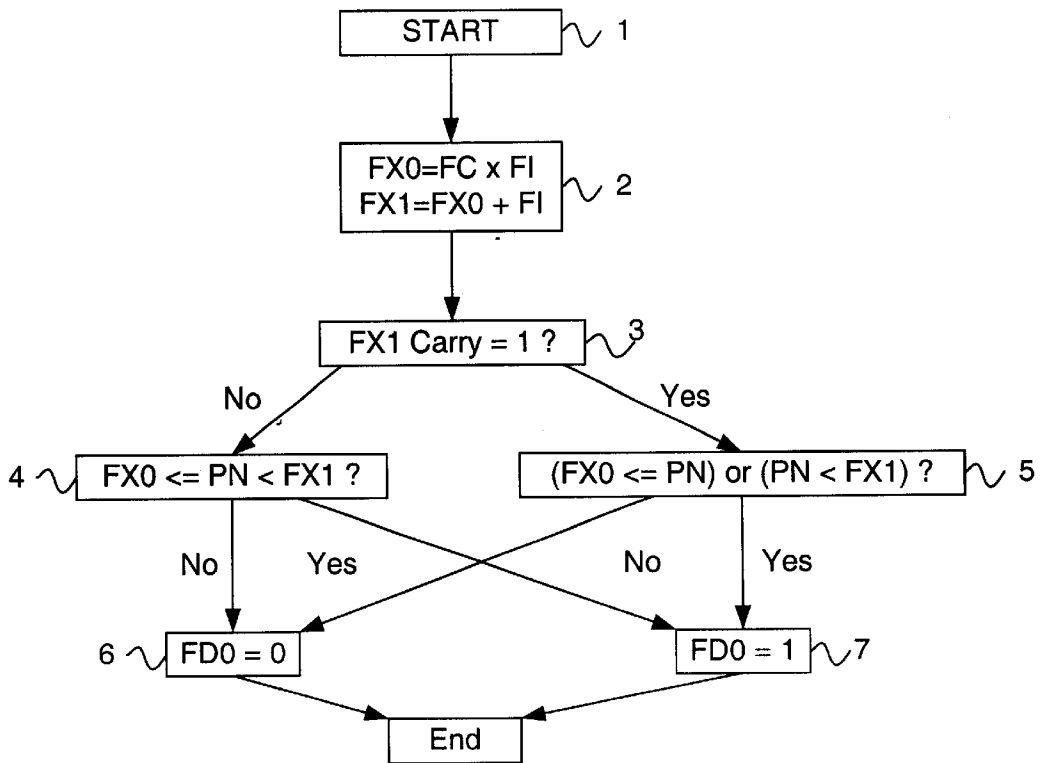 START
1
FX0=FC x FI
FX1=FX0 + FI
2
FX1 Carry = 1 ?
3
No
Yes
4
FX0 <= PN < FX1 ?
(FX0 <= PN) or (PN < FX1) ?
5
No
Yes
No
Yes
6
FD0 = 0
FD0 = 1
7
End